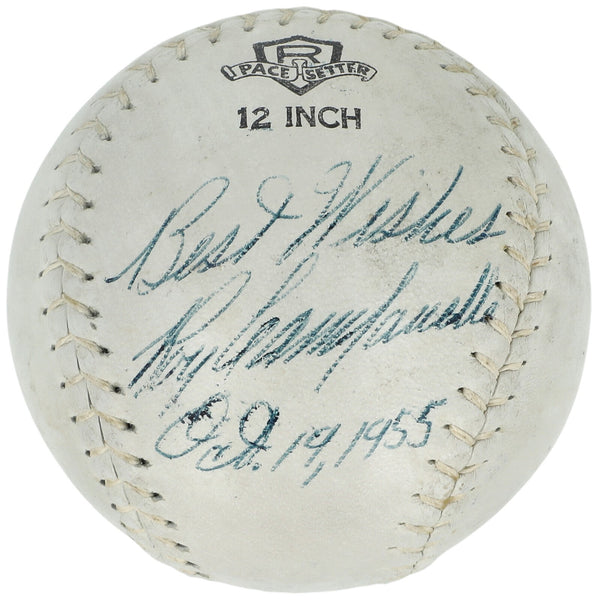 R
PACE SETTER
12 INCH
Best Wishes
Roy Campanella
Oct. 19, 1955